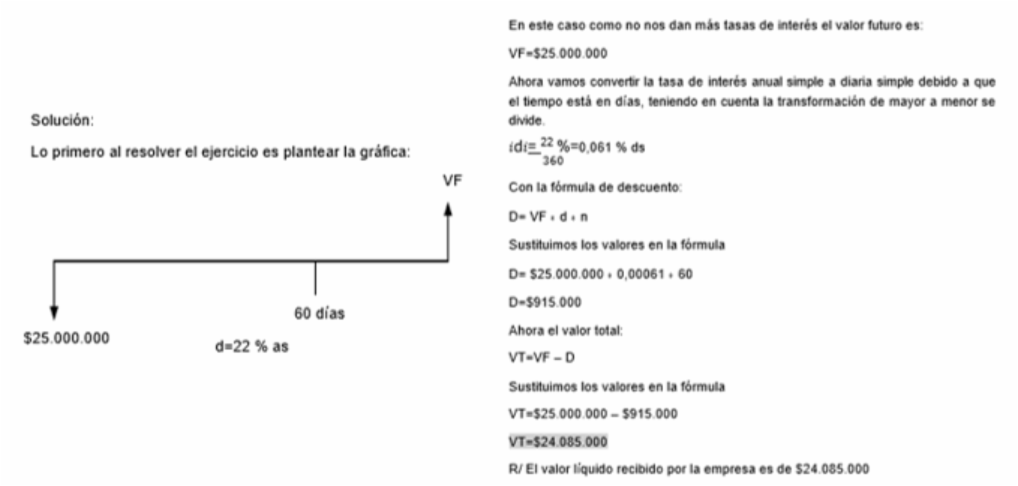 Solución:
Lo primero al resolver el ejercicio es plantear la gráfica:
VF
60 días
$25.000.000
d=22 % as
En este caso como no nos dan más tasas de interés el valor futuro es:
VF=$25.000.000
Ahora vamos convertir la tasa de interés anual simple a diaria simple debido a que
el tiempo está en días, teniendo en cuenta la transformación de mayor a menor se
divide.
idi=22/360 %=0,061 % ds
Con la fórmula de descuento:
D= VF * d * n
Sustituimos los valores en la fórmula
D= $25.000.000 * 0,00061 * 60
D=$915.000
Ahora el valor total:
VT=VF – D
Sustituimos los valores en la fórmula
VT=$25.000.000 – $915.000
VT=$24.085.000
R/ El valor líquido recibido por la empresa es de $24.085.000